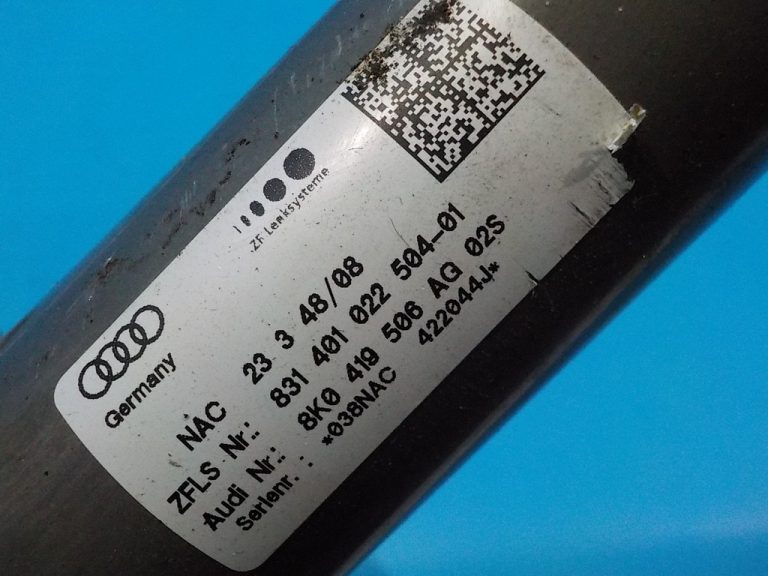 ZF Lenksysteme
Germany
NAC 23 3 48/08
ZFLS Nr.: 831 401 022 504-01
Audi Nr.: 8K0 419 506 AG 02S
Serienr.: *038NAC 422044J*